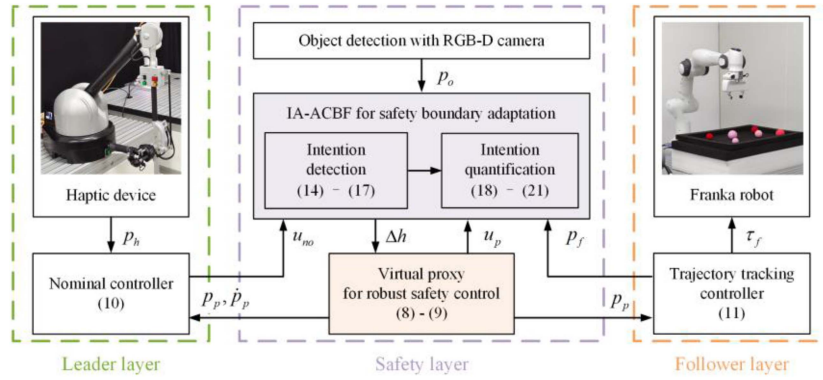 Object detection with RGB-D camera
p_o
IA-ACBF for safety boundary adaptation
Intention
detection
(14) - (17)
Intention
quantification
(18) - (21)
Haptic device
Franka robot
p_h
u_no
Δh
u_p
p_f
τ_f
Nominal controller
(10)
p_p, ṗ_p
Virtual proxy
for robust safety control
(8) - (9)
p_p
Trajectory tracking
controller
(11)
Leader layer
Safety layer
Follower layer